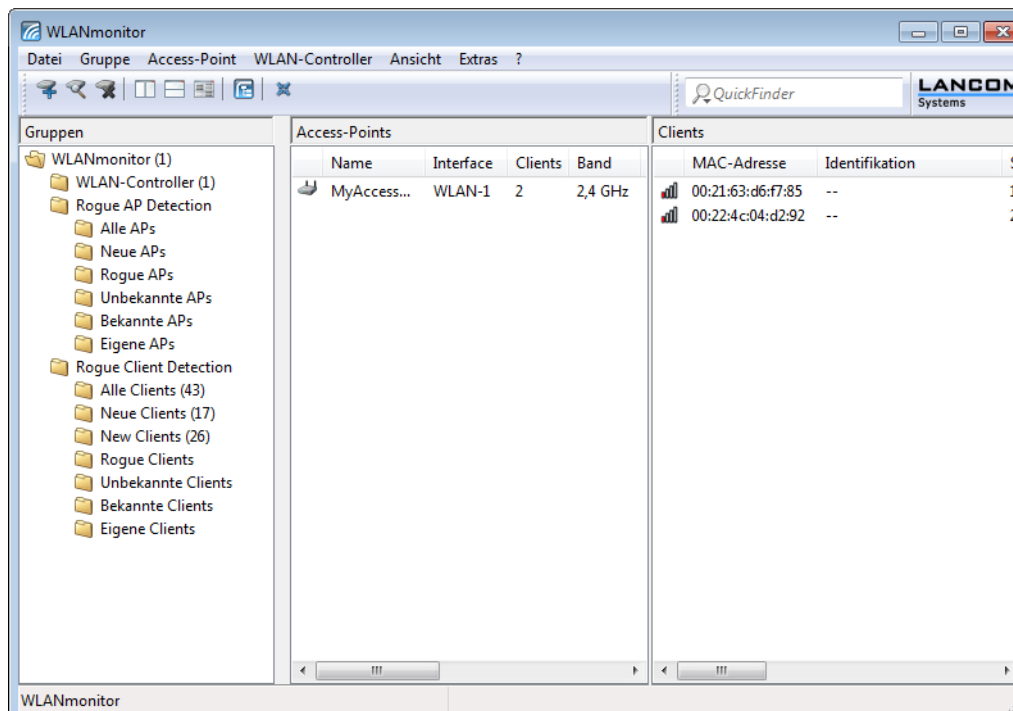 WLANmonitor
Datei Gruppe Access-Point WLAN-Controller Ansicht Extras ?
QuickFinder
LANCOM
Systems
Gruppen
WLANmonitor (1)
WLAN-Controller (1)
Rogue AP Detection
Alle APs
Neue APs
Rogue APs
Unbekannte APs
Bekannte APs
Eigene APs
Rogue Client Detection
Alle Clients (43)
Neue Clients (17)
New Clients (26)
Rogue Clients
Unbekannte Clients
Bekannte Clients
Eigene Clients
Access-Points
Name Interface Clients Band
MyAccess... WLAN-1 2 2,4 GHz
Clients
MAC-Adresse Identifikation
00:21:63:d6:f7:85 --
00:22:4c:04:d2:92 --
WLANmonitor